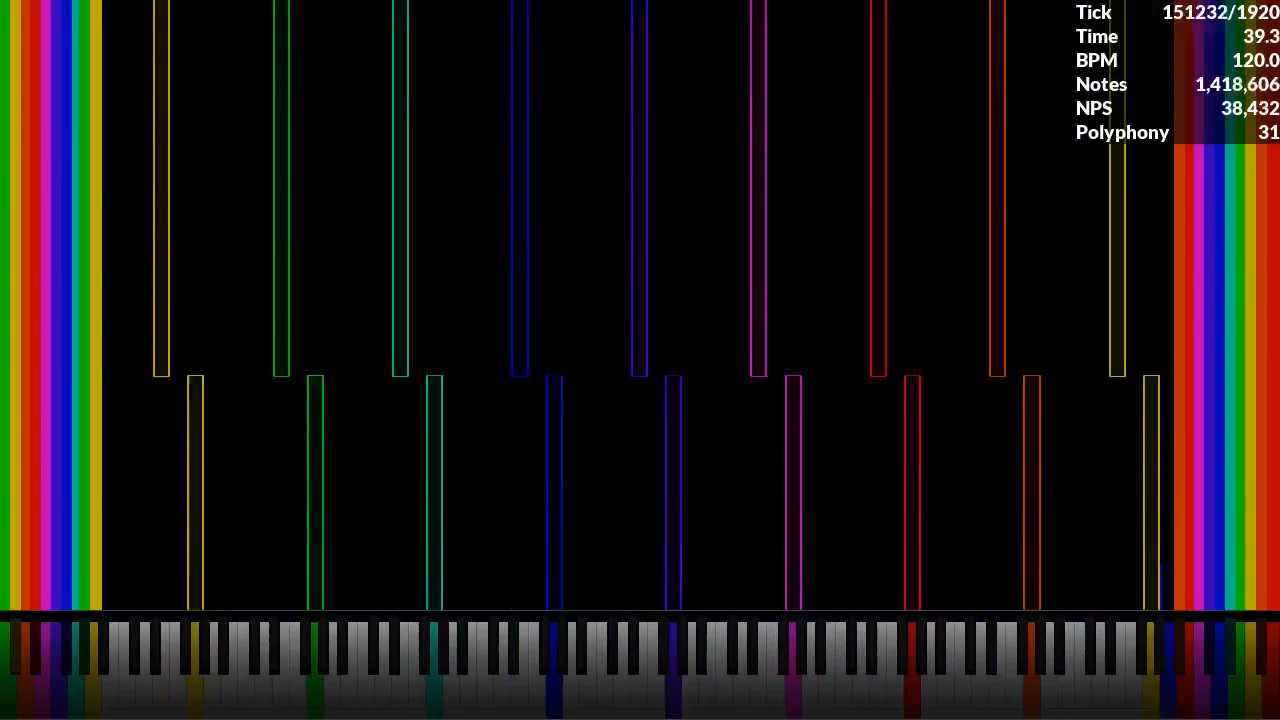 Tick 151232/1920
Time 39.3
BPM 120.0
Notes 1,418,606
NPS 38,432
Polyphony 31